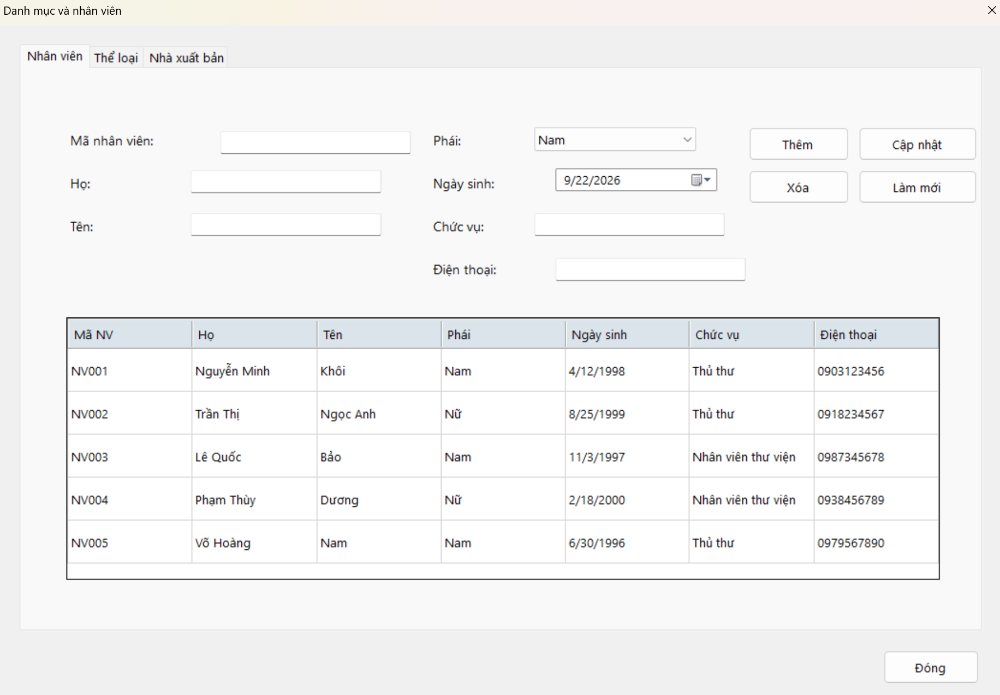 Danh mục và nhân viên
Nhân viên Thể loại Nhà xuất bản
Mã nhân viên: Phái: Nam Thêm Cập nhật
Họ: Ngày sinh: 9/22/2026 Xóa Làm mới
Tên: Chức vụ:
Điện thoại:
Mã NV Họ Tên Phái Ngày sinh Chức vụ Điện thoại
NV001 Nguyễn Minh Khôi Nam 4/12/1998 Thủ thư 0903123456
NV002 Trần Thị Ngọc Anh Nữ 8/25/1999 Thủ thư 0918234567
NV003 Lê Quốc Bảo Nam 11/3/1997 Nhân viên thư viện 0987345678
NV004 Phạm Thùy Dương Nữ 2/18/2000 Nhân viên thư viện 0938456789
NV005 Võ Hoàng Nam Nam 6/30/1996 Thủ thư 0979567890
Đóng